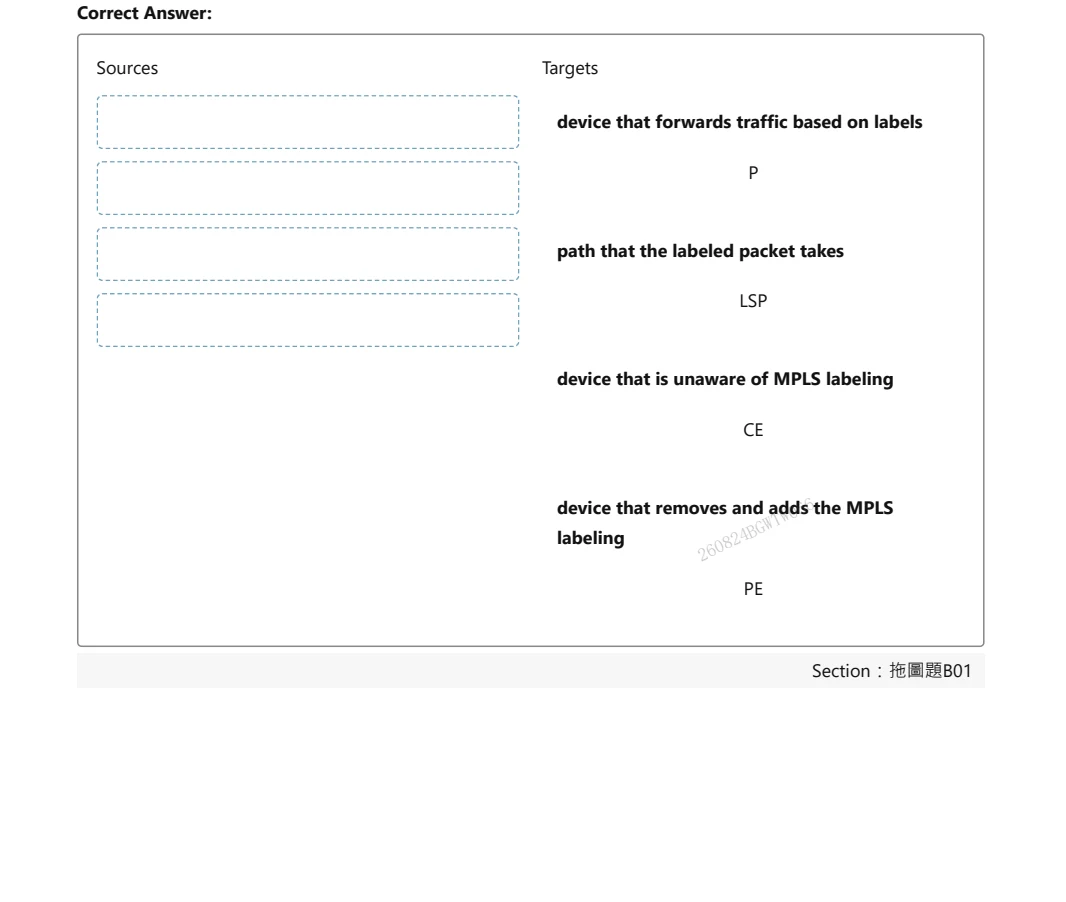 Correct Answer:
Sources
Targets
device that forwards traffic based on labels
P
path that the labeled packet takes
LSP
device that is unaware of MPLS labeling
CE
device that removes and adds the MPLS
labeling
PE
Section：拖圖題B01